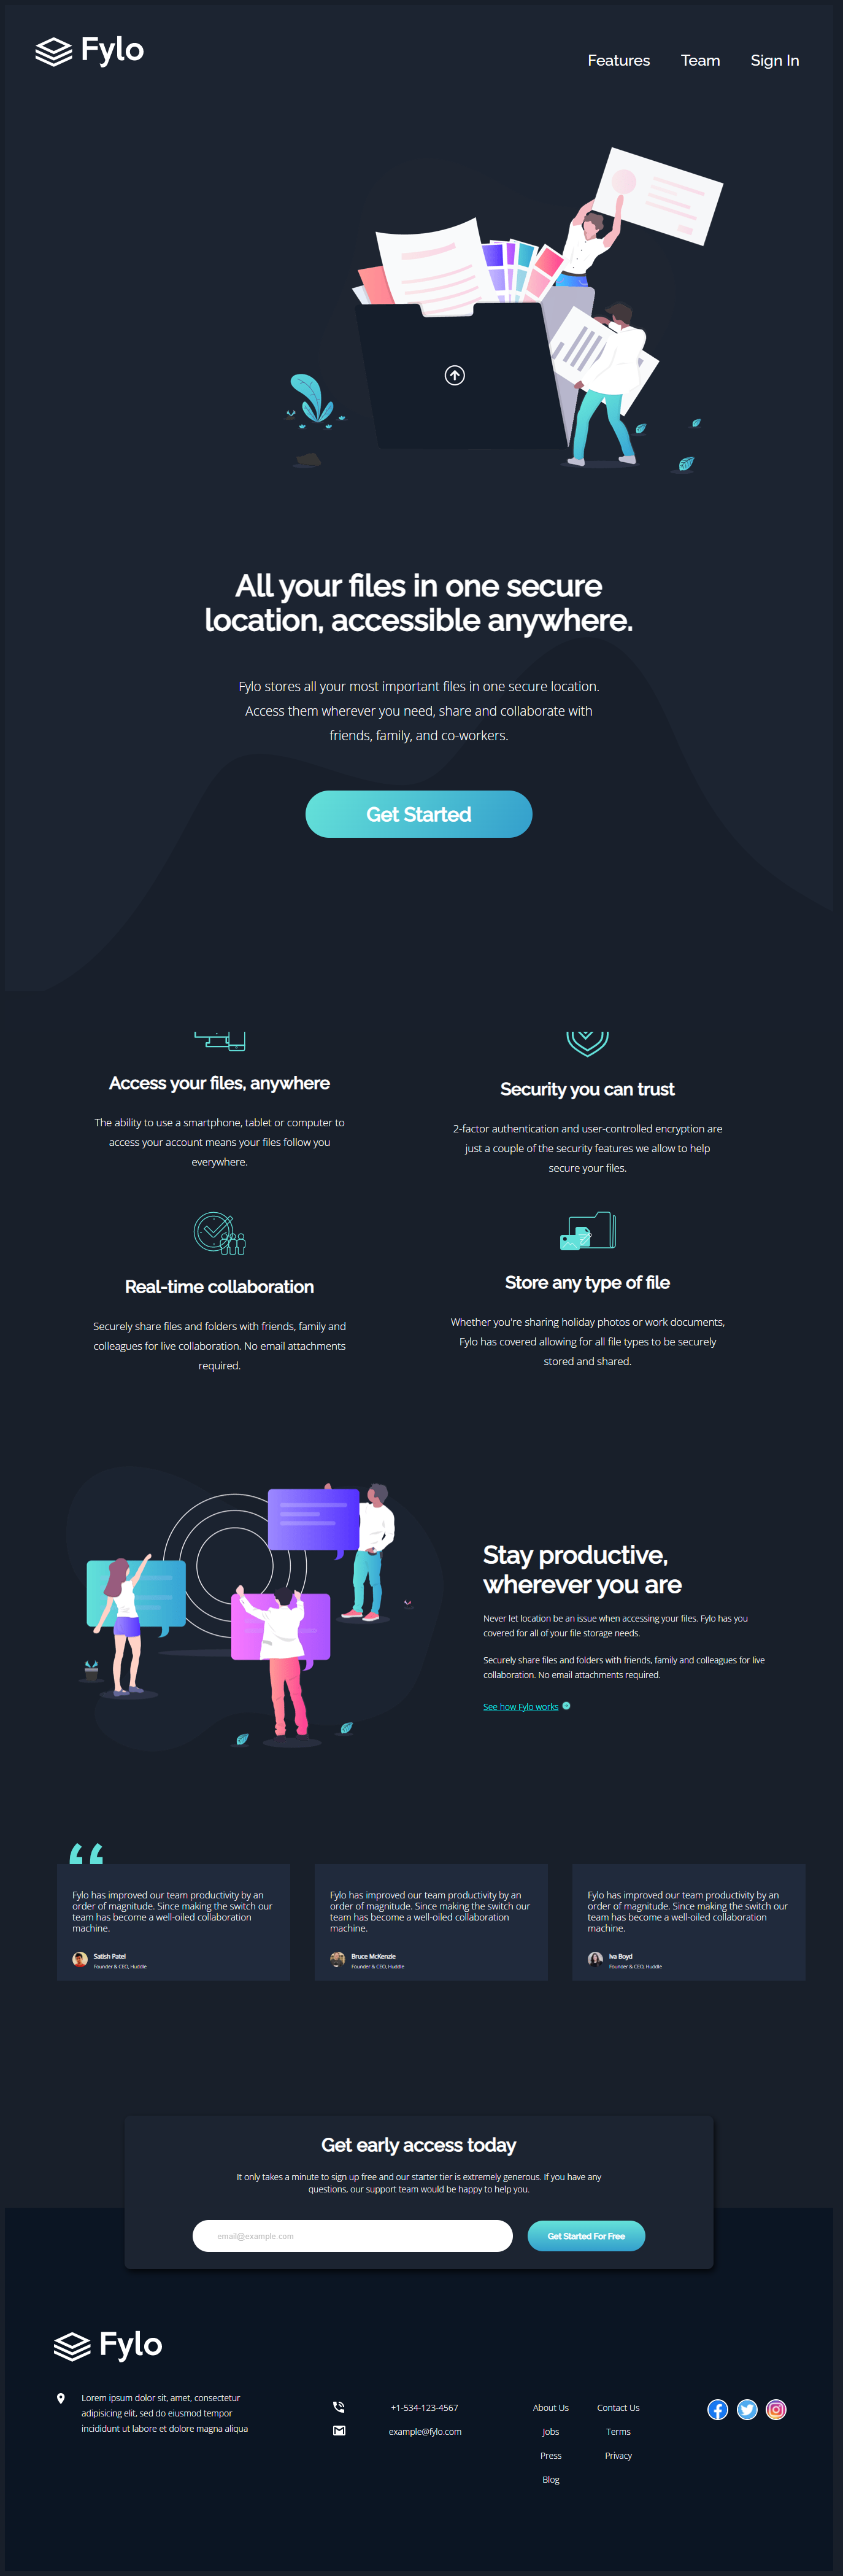 Fylo
Features Team Sign In
All your files in one secure
location, accessible anywhere.
Fylo stores all your most important files in one secure location.
Access them wherever you need, share and collaborate with
friends, family, and co-workers.
Get Started
Access your files, anywhere
The ability to use a smartphone, tablet or computer to
access your account means your files follow you
everywhere.
Security you can trust
2-factor authentication and user-controlled encryption are
just a couple of the security features we allow to help
secure your files.
Real-time collaboration
Securely share files and folders with friends, family and
colleagues for live collaboration. No email attachments
required.
Store any type of file
Whether you're sharing holiday photos or work documents,
Fylo has covered allowing for all file types to be securely
stored and shared.
Stay productive,
wherever you are
Never let location be an issue when accessing your files. Fylo has you
covered for all of your file storage needs.
Securely share files and folders with friends, family and colleagues for live
collaboration. No email attachments required.
See how Fylo works
Fylo has improved our team productivity by an
order of magnitude. Since making the switch our
team has become a well-oiled collaboration
machine.
Satish Patel
Founder & CEO, Huddle
Fylo has improved our team productivity by an
order of magnitude. Since making the switch our
team has become a well-oiled collaboration
machine.
Bruce McKenzie
Founder & CEO, Huddle
Fylo has improved our team productivity by an
order of magnitude. Since making the switch our
team has become a well-oiled collaboration
machine.
Iva Boyd
Founder & CEO, Huddle
Get early access today
It only takes a minute to sign up free and our starter tier is extremely generous. If you have any
questions, our support team would be happy to help you.
email@example.com
Get Started For Free
Fylo
Lorem ipsum dolor sit, amet, consectetur
adipisicing elit, sed do eiusmod tempor
incididunt ut labore et dolore magna aliqua
+1-534-123-4567
example@fylo.com
About Us
Jobs
Press
Blog
Contact Us
Terms
Privacy